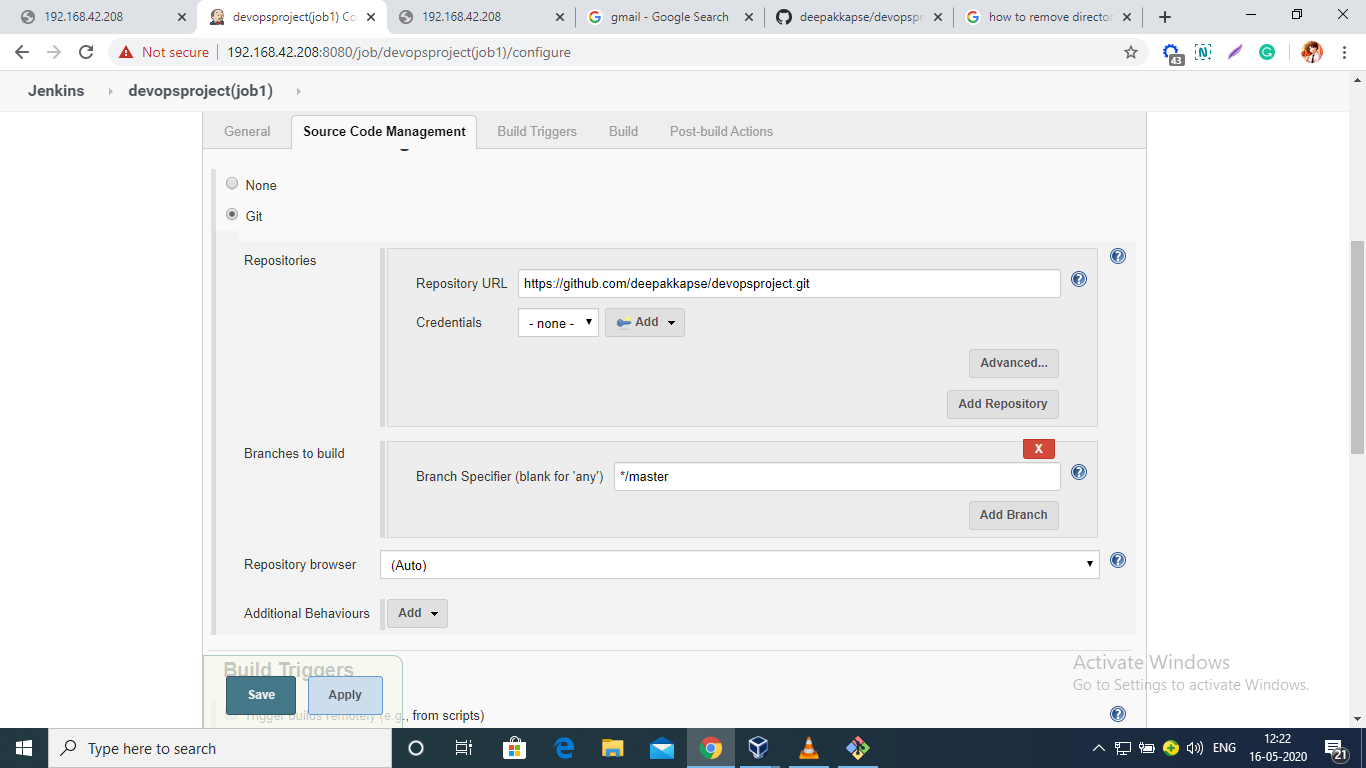 192.168.42.208
devopsproject(job1) Co
192.168.42.208
gmail - Google Search
deepakkapse/devopspr
how to remove director
Not secure
192.168.42.208:8080/job/devopsproject(job1)/configure
43
Jenkins
devopsproject(job1)
General
Source Code Management
Build Triggers
Build
Post-build Actions
None
Git
Repositories
Repository URL
https://github.com/deepakkapse/devopsproject.git
Credentials
- none -
Add
Advanced...
Add Repository
Branches to build
X
Branch Specifier (blank for 'any')
*/master
Add Branch
Repository browser
(Auto)
Additional Behaviours
Add
Build Triggers
Save
Apply
Trigger builds remotely (e.g., from scripts)
Activate Windows
Go to Settings to activate Windows.
Type here to search
ENG
12:22
16-05-2020
21